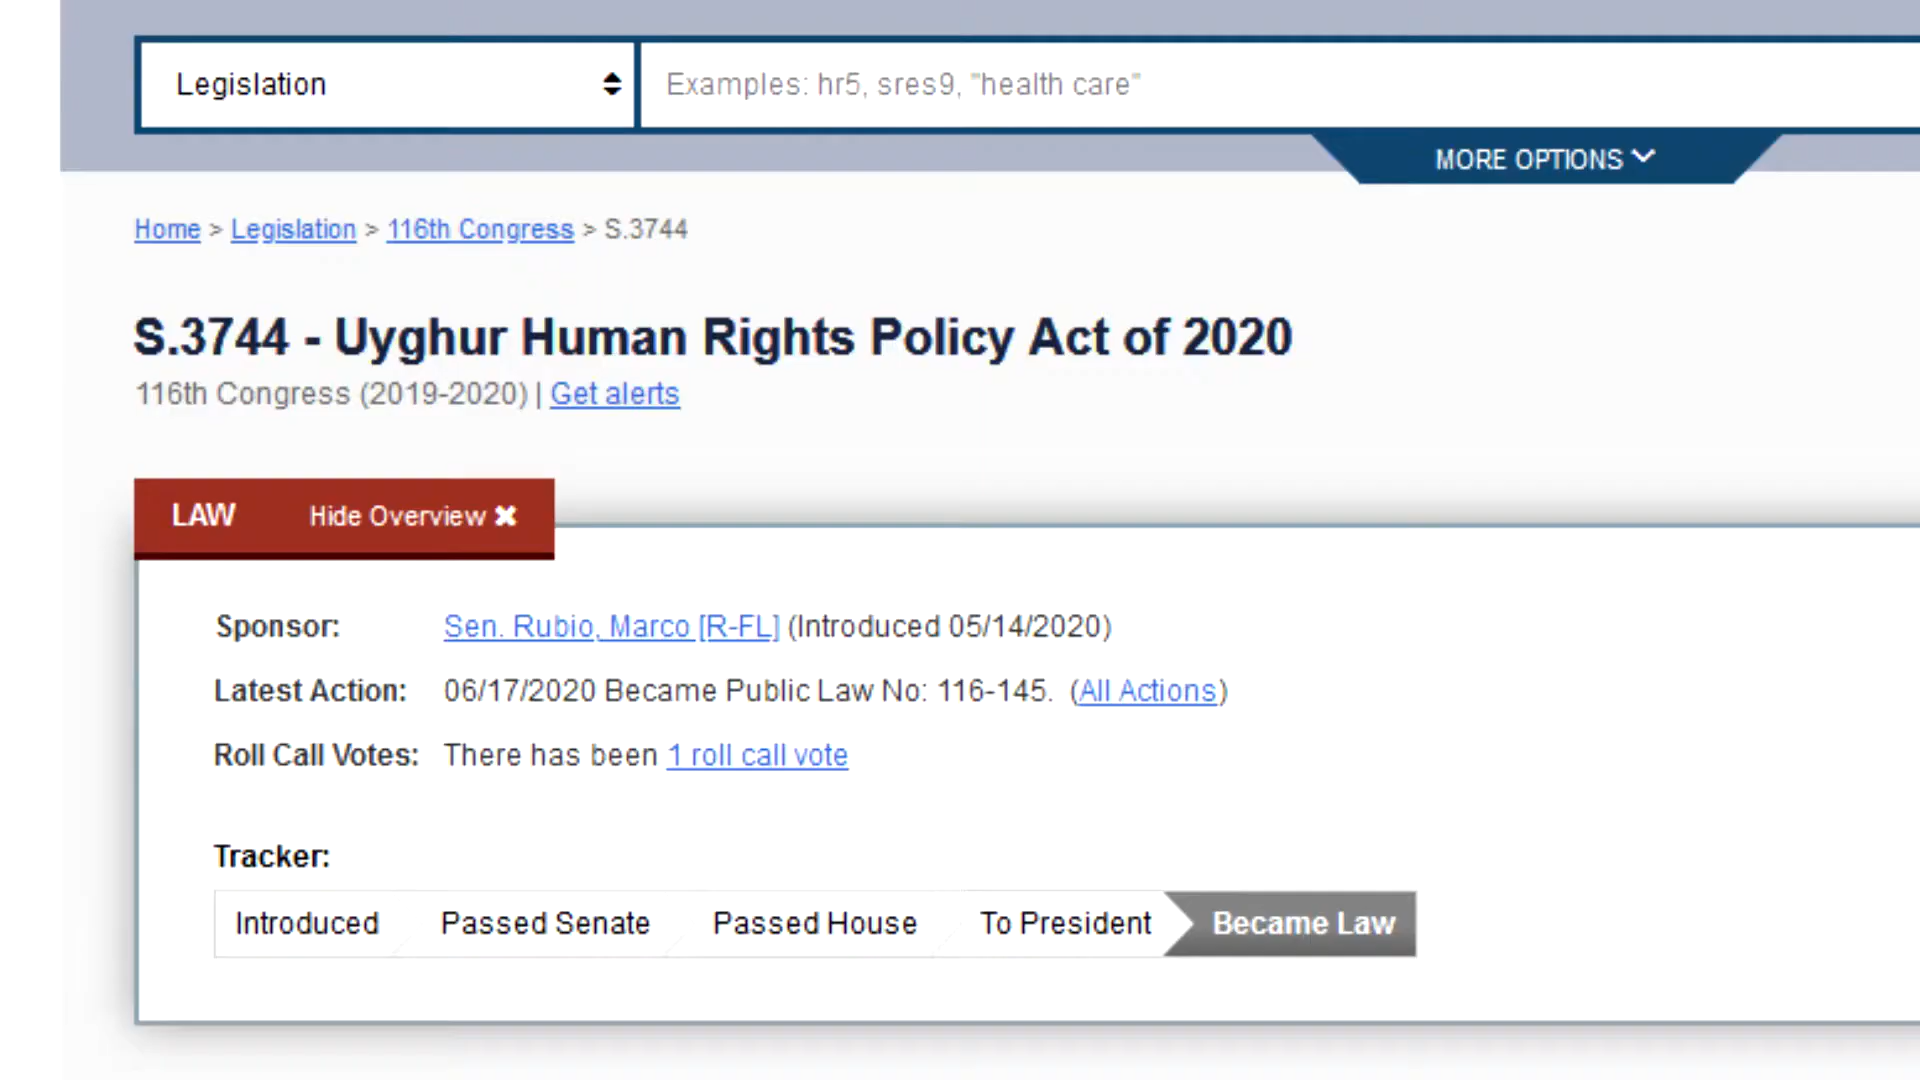 Legislation
Examples: hr5, sres9, "health care"
MORE OPTIONS
Home > Legislation > 116th Congress > S.3744
S.3744 - Uyghur Human Rights Policy Act of 2020
116th Congress (2019-2020) | Get alerts
LAW Hide Overview ✖
Sponsor: Sen. Rubio, Marco [R-FL] (Introduced 05/14/2020)
Latest Action: 06/17/2020 Became Public Law No: 116-145. (All Actions)
Roll Call Votes: There has been 1 roll call vote
Tracker:
Introduced Passed Senate Passed House To President Became Law